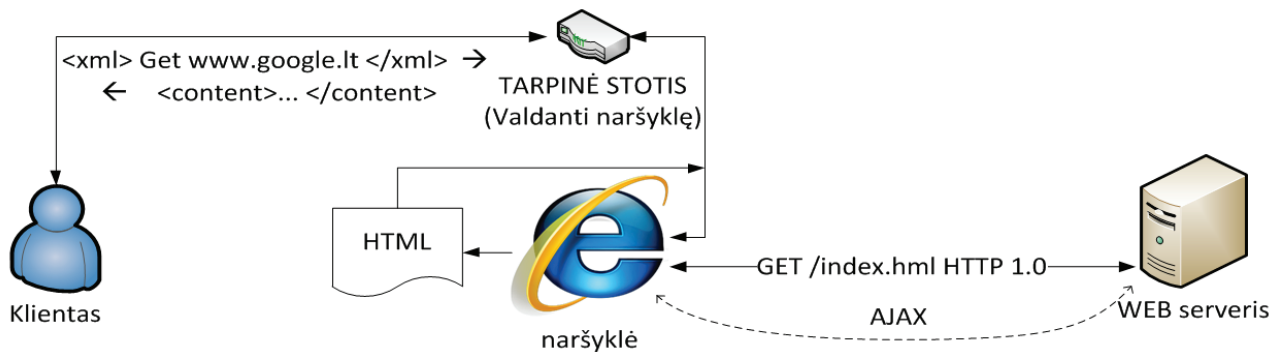 <xml> Get www.google.lt </xml> →
← <content>... </content>
TARPINĖ STOTIS
(Valdanti naršyklę)
HTML
GET /index.hml HTTP 1.0
AJAX
Klientas
naršyklė
WEB serveris